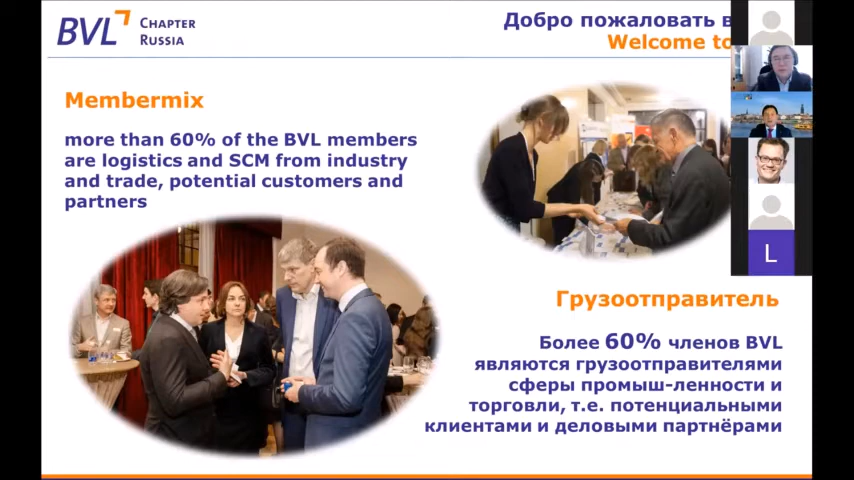 BVL CHAPTER
RUSSIA
Добро пожаловать в
Welcome to
Membermix
more than 60% of the BVL members
are logistics and SCM from industry
and trade, potential customers and
partners
L
Грузоотправитель
Более 60% членов BVL
являются грузоотправителями
сферы промыш-ленности и
торговли, т.е. потенциальными
клиентами и деловыми партнёрами